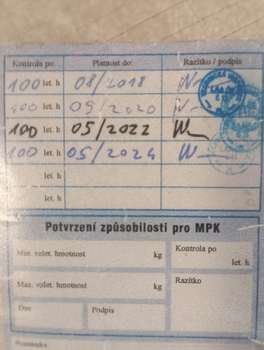 Kontrola po: Platnost do: Razítko / podpis
100 let. h 08/2018
100 let. h 09/2020
100 let. h 05/2022
100 let. h 05/2024
let. h
let. h
Potvrzení způsobilosti pro MPK
Max. vzlet. hmotnost kg Kontrola po
let. h
Max. vzlet. hmotnost kg Razítko
Dne Podpis
Poznámka